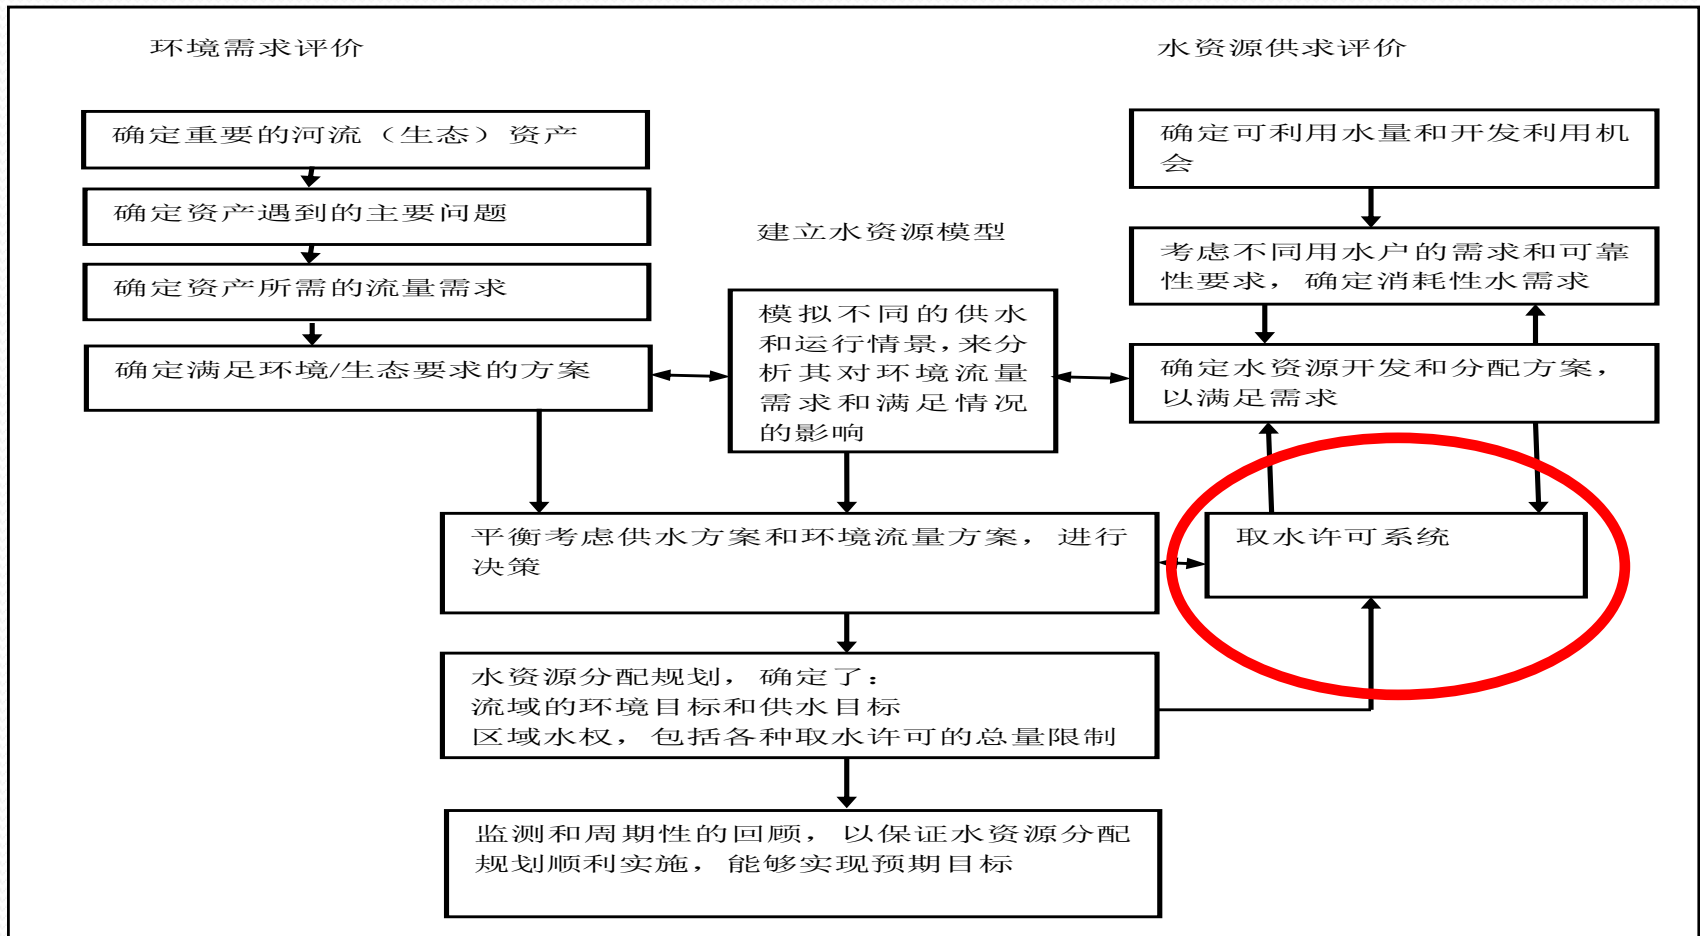 环境需求评价
水资源供求评价
确定重要的河流（生态）资产
确定资产遇到的主要问题
确定资产所需的流量需求
确定满足环境/生态要求的方案
建立水资源模型
模拟不同的供水
和运行情景，来分
析其对环境流量
需求和满足情况
的影响
确定可利用水量和开发利用机
会
考虑不同用水户的需求和可靠
性要求，确定消耗性水需求
确定水资源开发和分配方案，
以满足需求
取水许可系统
平衡考虑供水方案和环境流量方案，进行
决策
水资源分配规划，确定了：
流域的环境目标和供水目标
区域水权，包括各种取水许可的总量限制
监测和周期性的回顾，以保证水资源分配
规划顺利实施，能够实现预期目标